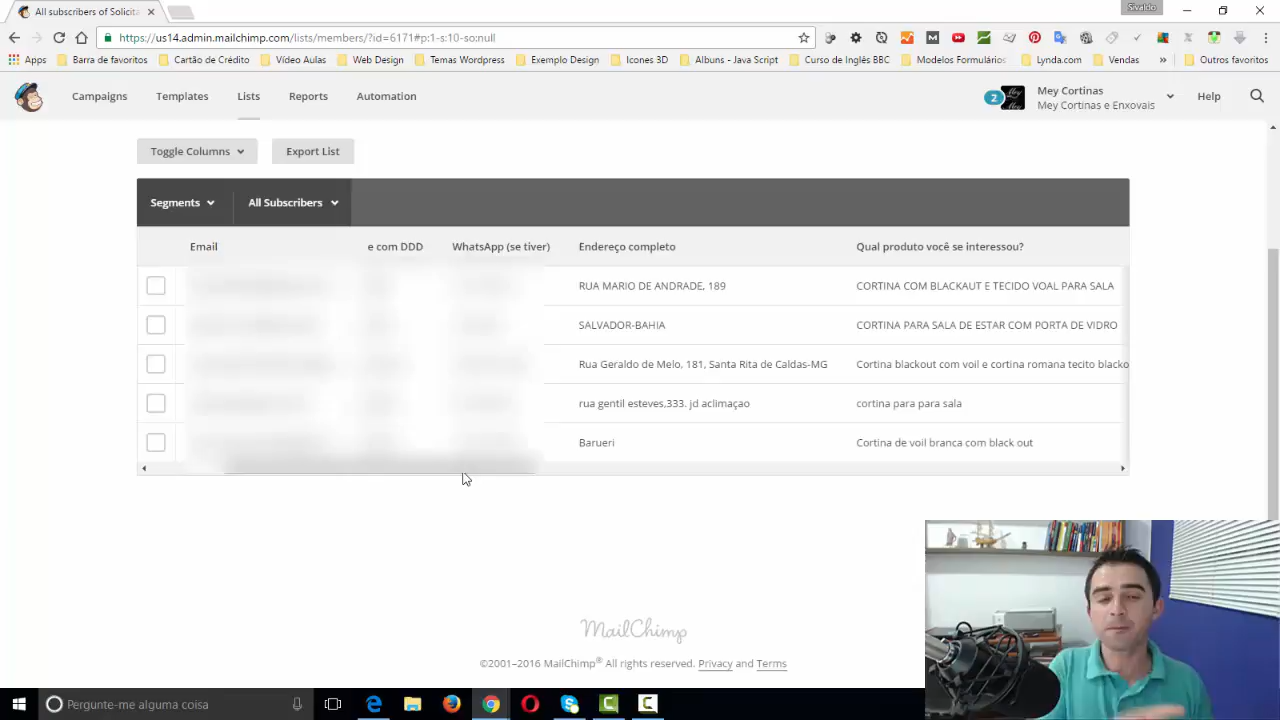 All subscribers of Solicita
Sivaldo
https://us14.admin.mailchimp.com/lists/members/?id=6171#p:1-s:10-so:null
Apps
Barra de favoritos
Cartão de Crédito
Vídeo Aulas
Web Design
Temas Wordpress
Exemplo Design
Icones 3D
Albuns - Java Script
Curso de Inglês BBC
Modelos Formulários
Lynda.com
Vendas
»
Outros favoritos
Campaigns
Templates
Lists
Reports
Automation
2
Mey Cortinas
Mey Cortinas e Enxovais
Help
Toggle Columns
Export List
Segments
All Subscribers
Email
e com DDD
WhatsApp (se tiver)
Endereço completo
Qual produto você se interessou?
RUA MARIO DE ANDRADE, 189
CORTINA COM BLACKAUT E TECIDO VOAL PARA SALA
SALVADOR-BAHIA
CORTINA PARA SALA DE ESTAR COM PORTA DE VIDRO
Rua Geraldo de Melo, 181, Santa Rita de Caldas-MG
Cortina blackout com voil e cortina romana tecito blacko
rua gentil esteves,333. jd aclimaçao
cortina para para sala
Barueri
Cortina de voil branca com black out
MailChimp
©2001–2016 MailChimp® All rights reserved. Privacy and Terms
Pergunte-me alguma coisa